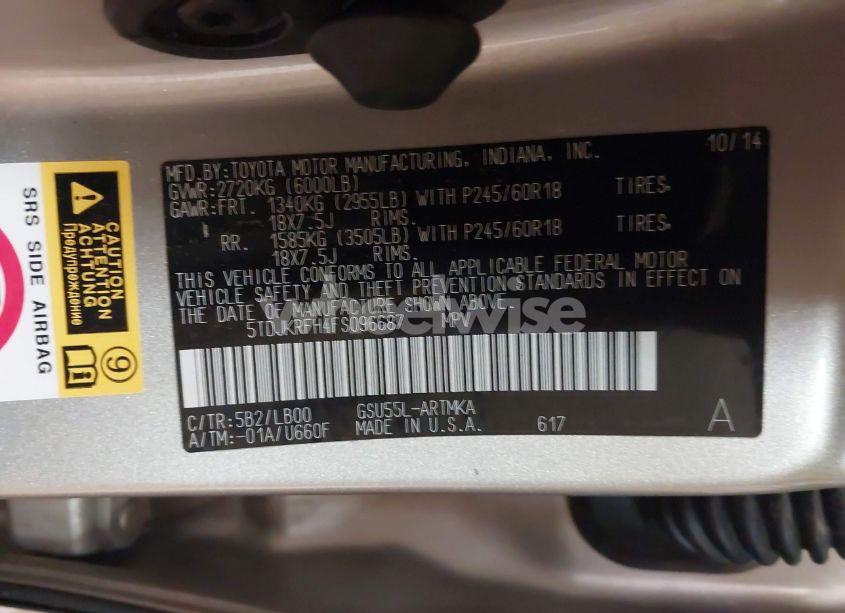 MFD.BY:TOYOTA MOTOR MANUFACTURING, INDIANA, INC. 10/14
GVWR:2720KG (6000LB)
GAWR:FRT. 1340KG (2955LB) WITH P245/60R18 TIRES
18X7.5J RIMS.
RR. 1585KG (3505LB) WITH P245/60R18 TIRES
18X7.5J RIMS.
THIS VEHICLE CONFORMS TO ALL APPLICABLE FEDERAL MOTOR
VEHICLE SAFETY AND THEFT PREVENTION STANDARDS IN EFFECT ON
THE DATE OF MANUFACTURE SHOWN ABOVE.
5TDJKRFH4FS096687 MPV
C/TR:5B2/LB00 GSU55L-ARTMKA
A/TM:-01A/U660F MADE IN U.S.A. 617 A
SRS SIDE AIRBAG
CAUTION
ATTENTION
ACHTUNG
Предупреждение
9
wheelwise